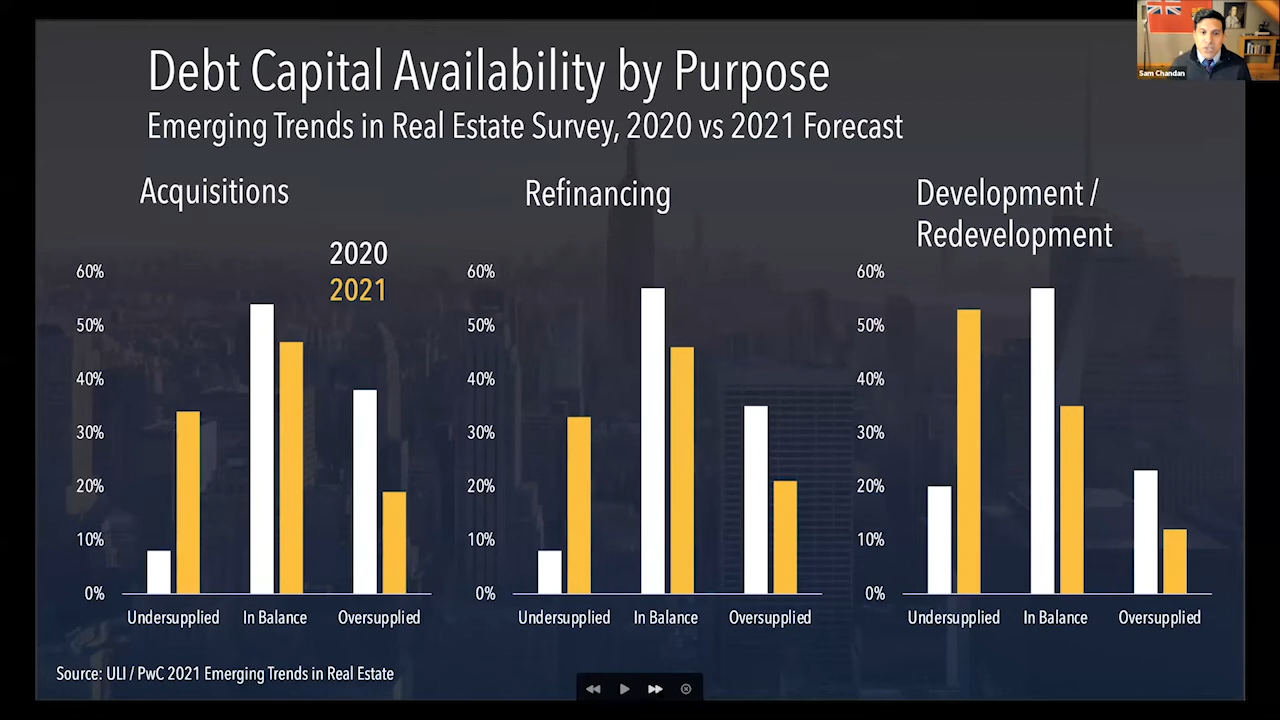 Sam Chandan
Debt Capital Availability by Purpose
Emerging Trends in Real Estate Survey, 2020 vs 2021 Forecast
Acquisitions
2020
2021
60%
50%
40%
30%
20%
10%
0%
Undersupplied In Balance Oversupplied
Refinancing
60%
50%
40%
30%
20%
10%
0%
Undersupplied In Balance Oversupplied
Development /
Redevelopment
60%
50%
40%
30%
20%
10%
0%
Undersupplied In Balance Oversupplied
Source: ULI / PwC 2021 Emerging Trends in Real Estate